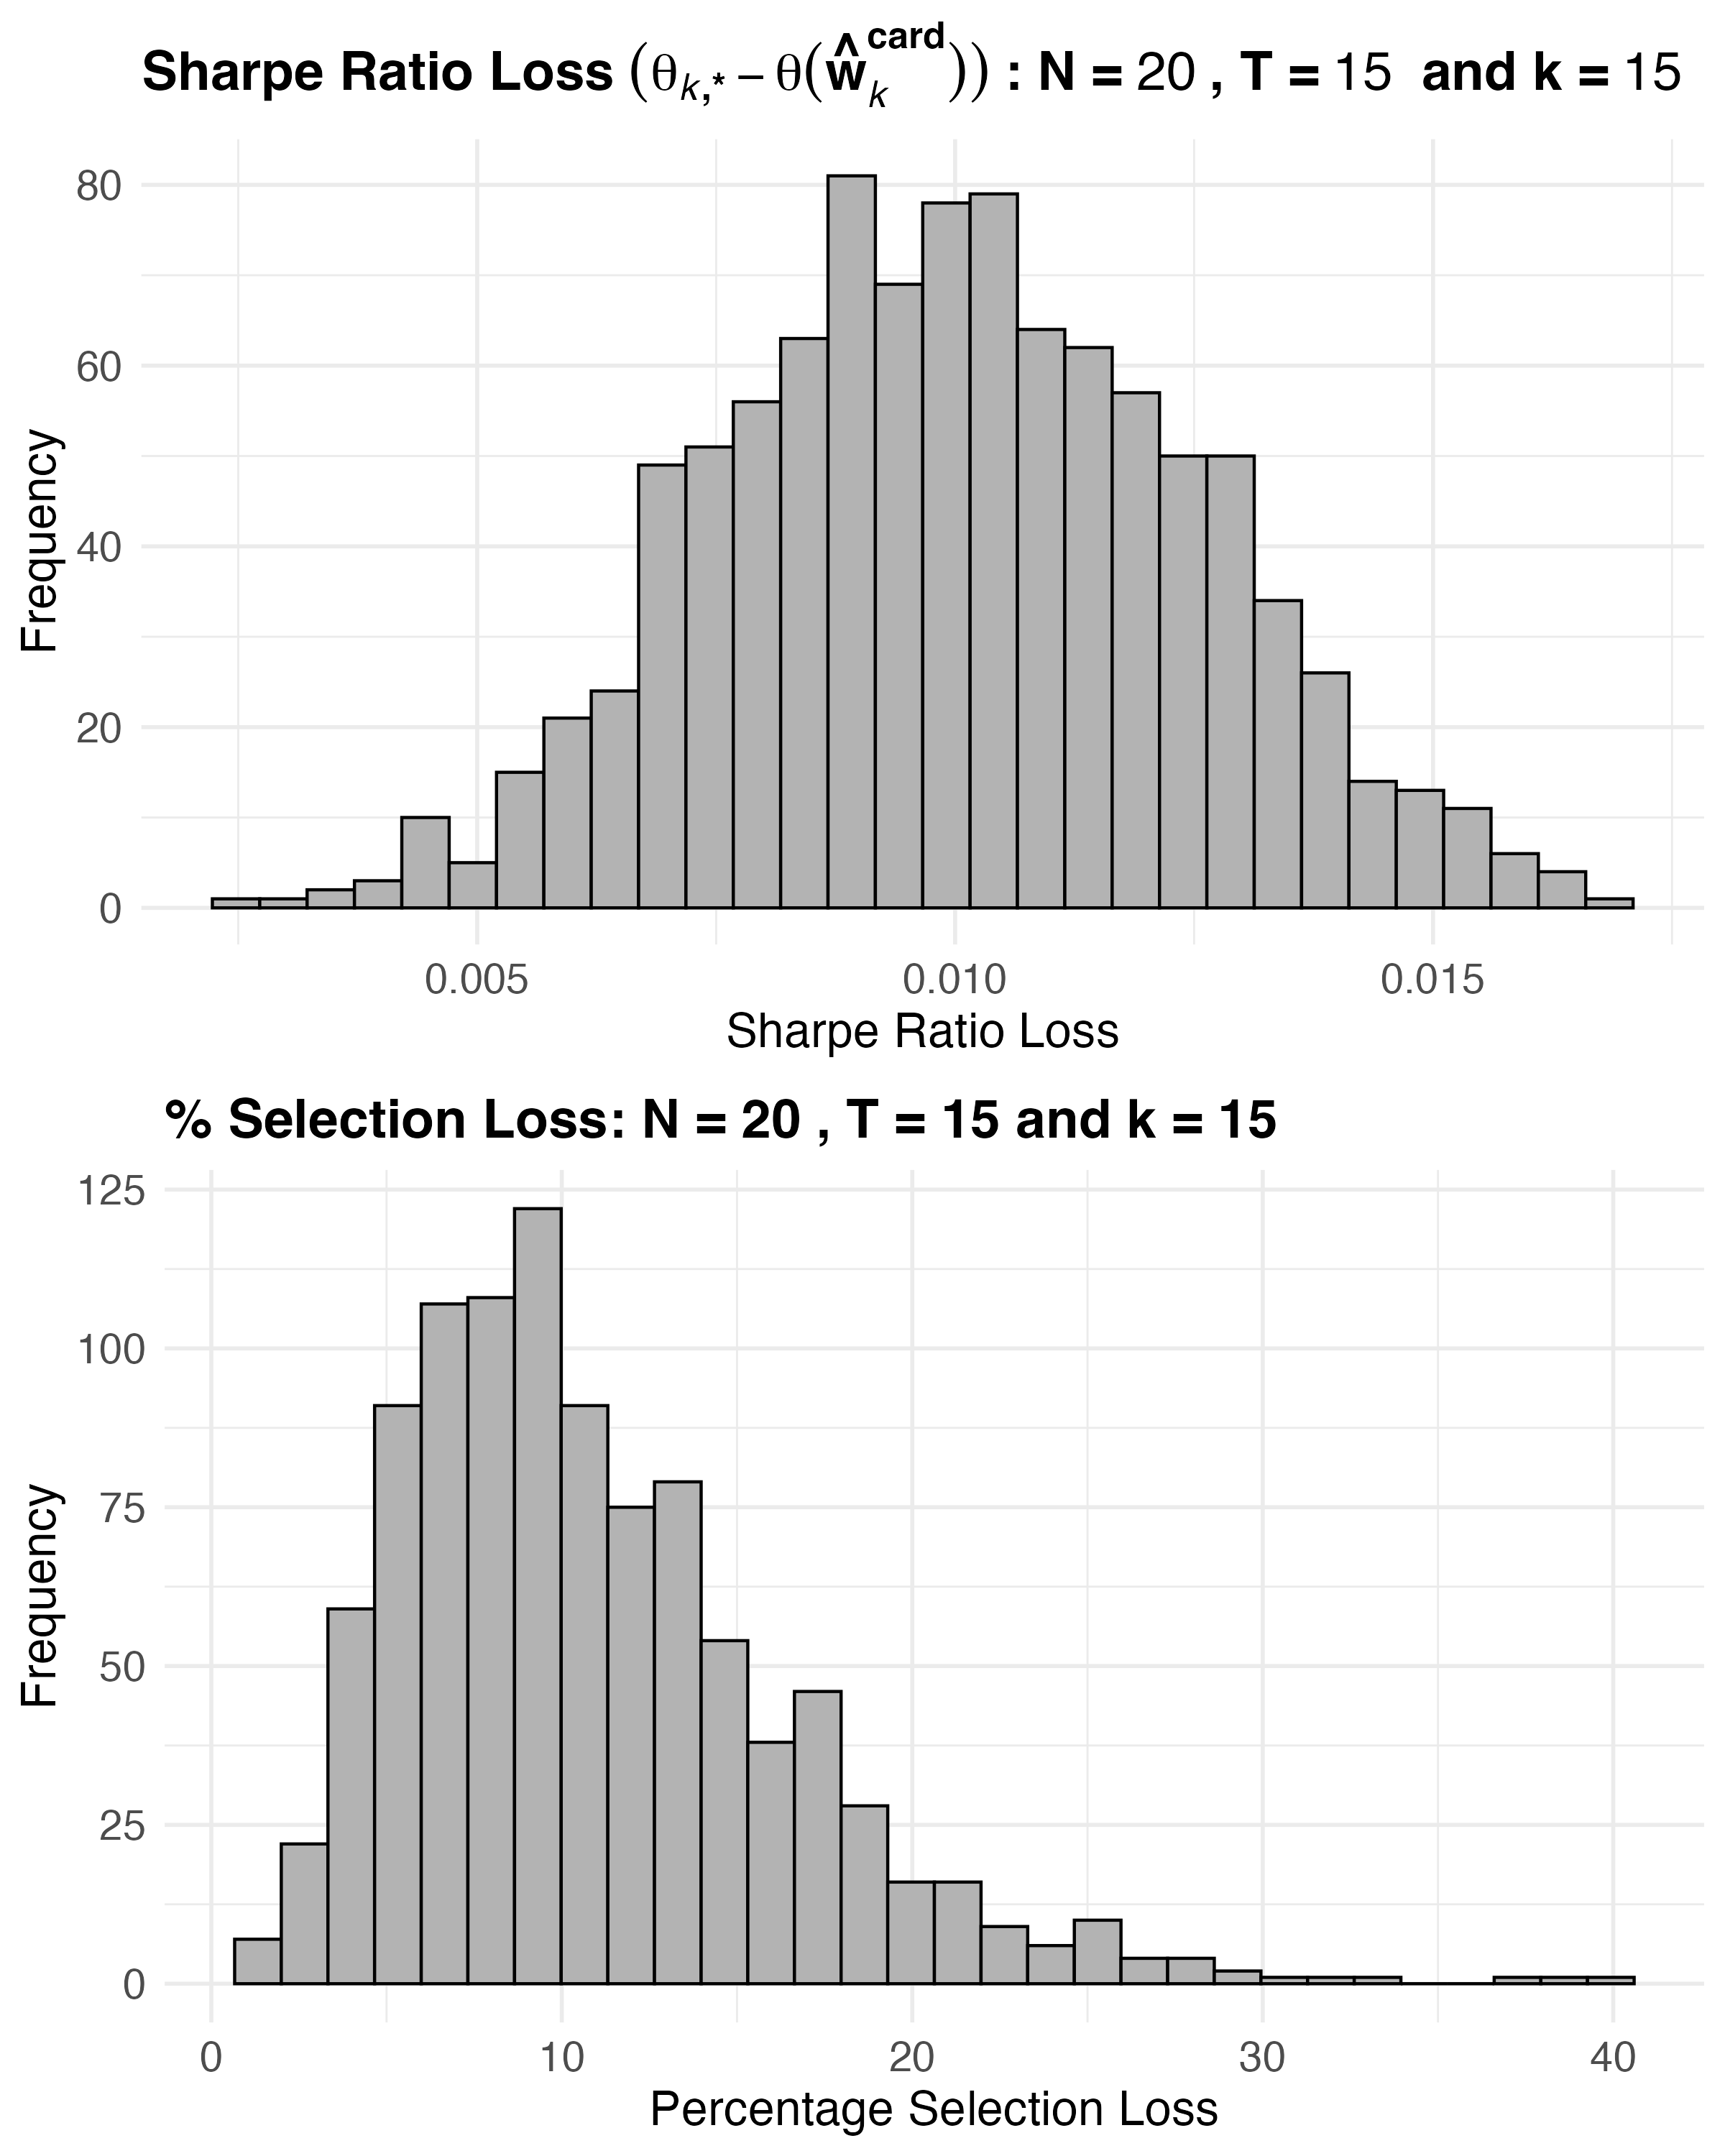 Sharpe Ratio Loss (θk,* − θ(ŵk^card)) : N = 20 , T = 15 and k = 15
80
60
40
20
0
Frequency
0.005 0.010 0.015
Sharpe Ratio Loss
% Selection Loss: N = 20 , T = 15 and k = 15
125
100
75
50
25
0
Frequency
0 10 20 30 40
Percentage Selection Loss